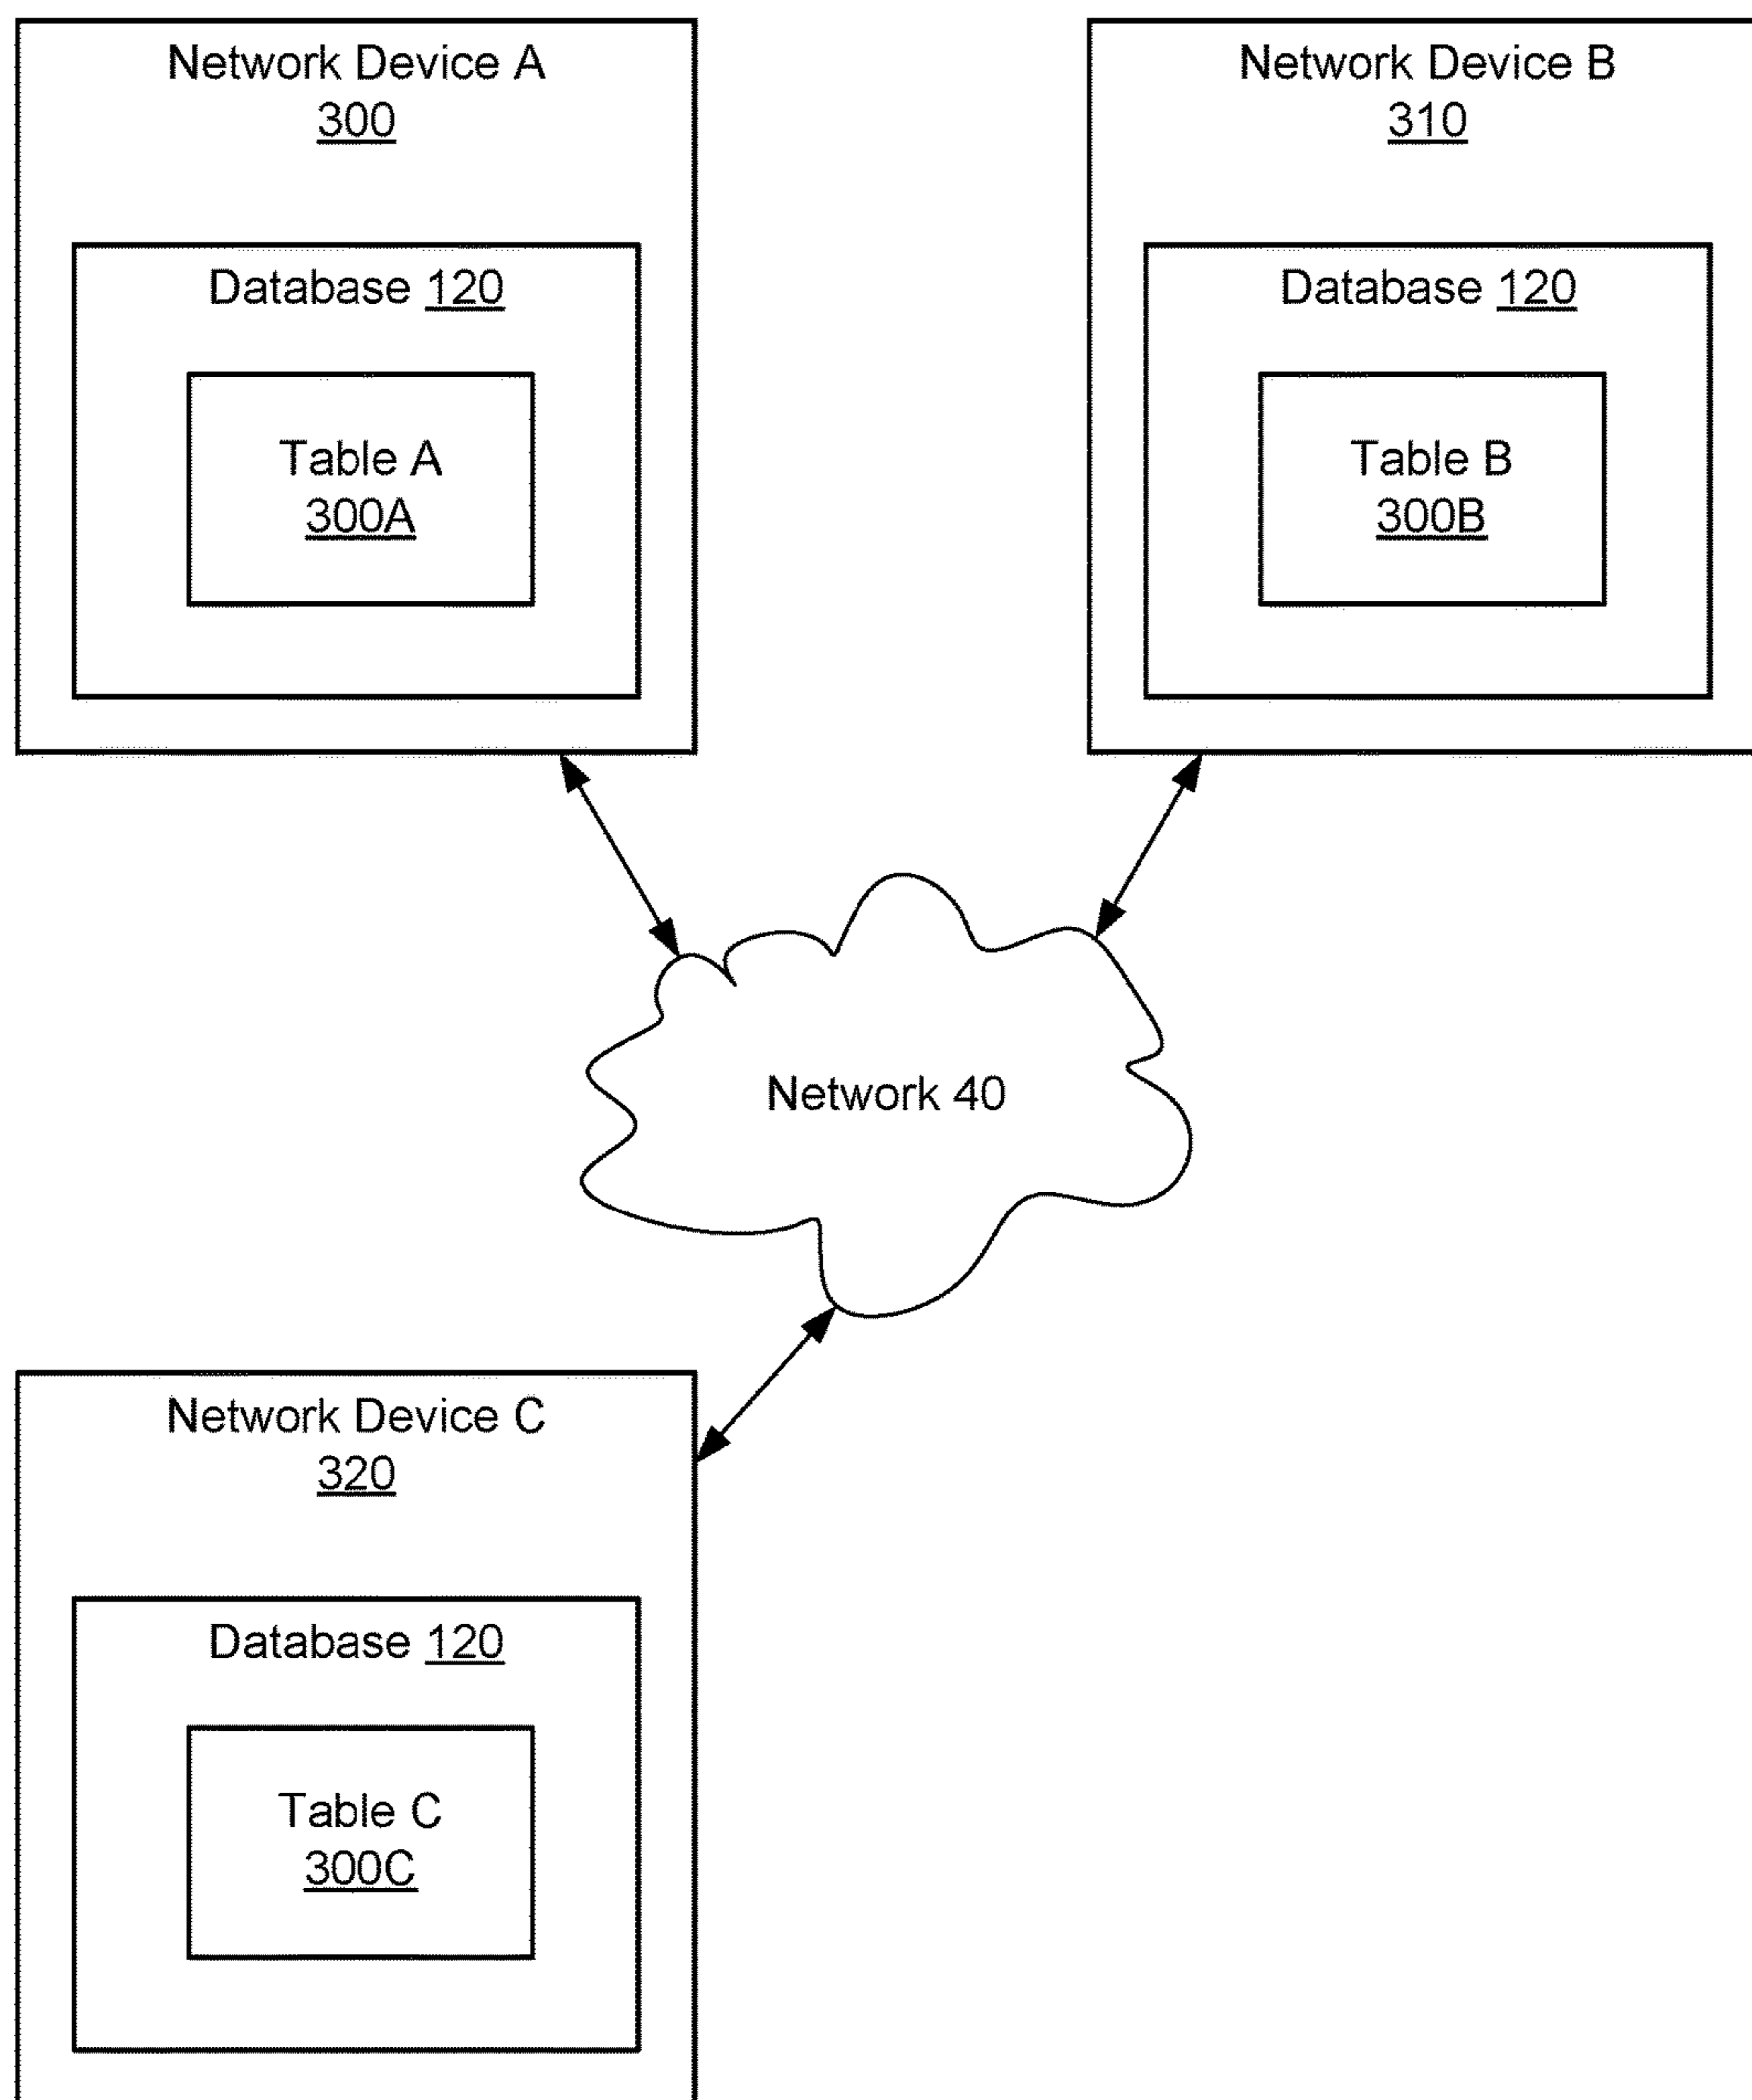 Network Device A
300
Database 120
Table A
300A
Network Device B
310
Database 120
Table B
300B
Network 40
Network Device C
320
Database 120
Table C
300C